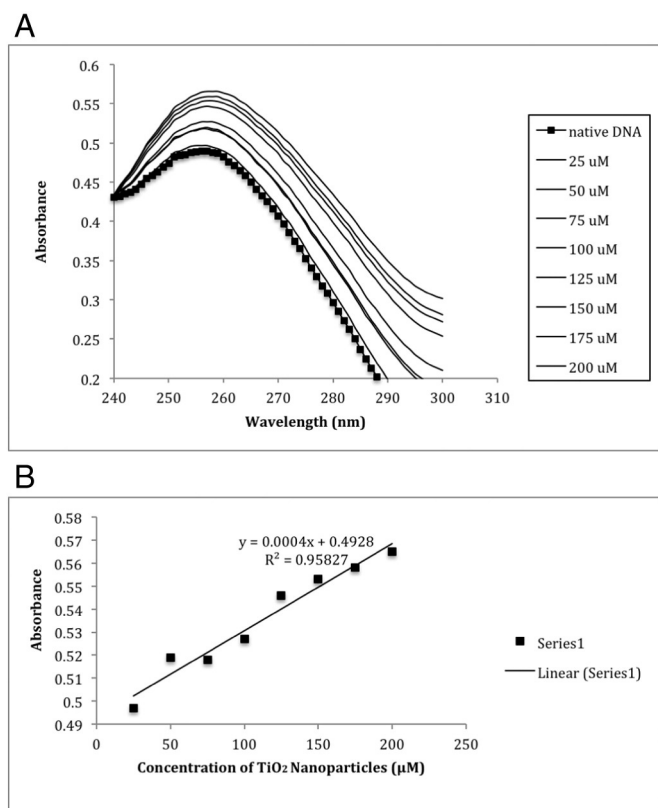 A
0.6
0.55
0.5
0.45
0.4
0.35
0.3
0.25
0.2
Absorbance
240 250 260 270 280 290 300 310
Wavelength (nm)
native DNA
25 uM
50 uM
75 uM
100 uM
125 uM
150 uM
175 uM
200 uM
B
0.58
0.57
0.56
0.55
0.54
0.53
0.52
0.51
0.5
0.49
Absorbance
y = 0.0004x + 0.4928
R² = 0.95827
0 50 100 150 200 250
Concentration of TiO₂ Nanoparticles (µM)
Series1
Linear (Series1)